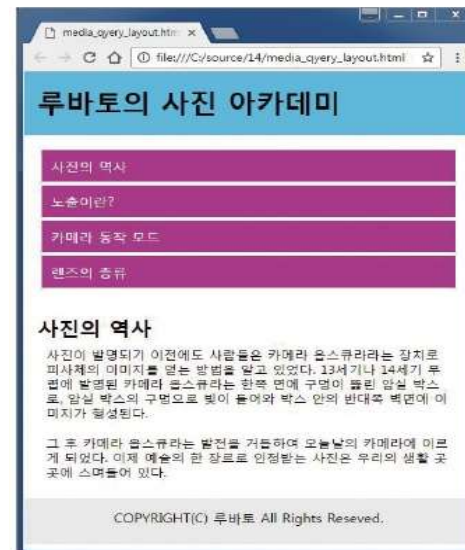 media_qyery_layout.htm
file:///C:/source/14/media_qyery_layout.html
루바토의 사진 아카데미
사진의 역사
노출이란?
카메라 동작 모드
렌즈의 종류
사진의 역사
사진이 발명되기 이전에도 사람들은 카메라 옵스큐라라는 장치로
피사체의 이미지를 얻는 방법을 알고 있었다. 13세기나 14세기 무
렵에 발명된 카메라 옵스큐라는 한쪽 면에 구멍이 뚫린 암실 박스
로, 암실 박스의 구멍으로 빛이 들어와 박스 안의 반대쪽 벽면에 이
미지가 형성된다.
그 후 카메라 옵스큐라는 발전을 거듭하여 오늘날의 카메라에 이르
게 되었다. 이제 예술의 한 장르로 인정받는 사진은 우리의 생활 곳
곳에 스며들어 있다.
COPYRIGHT(C) 루바토 All Rights Reseved.